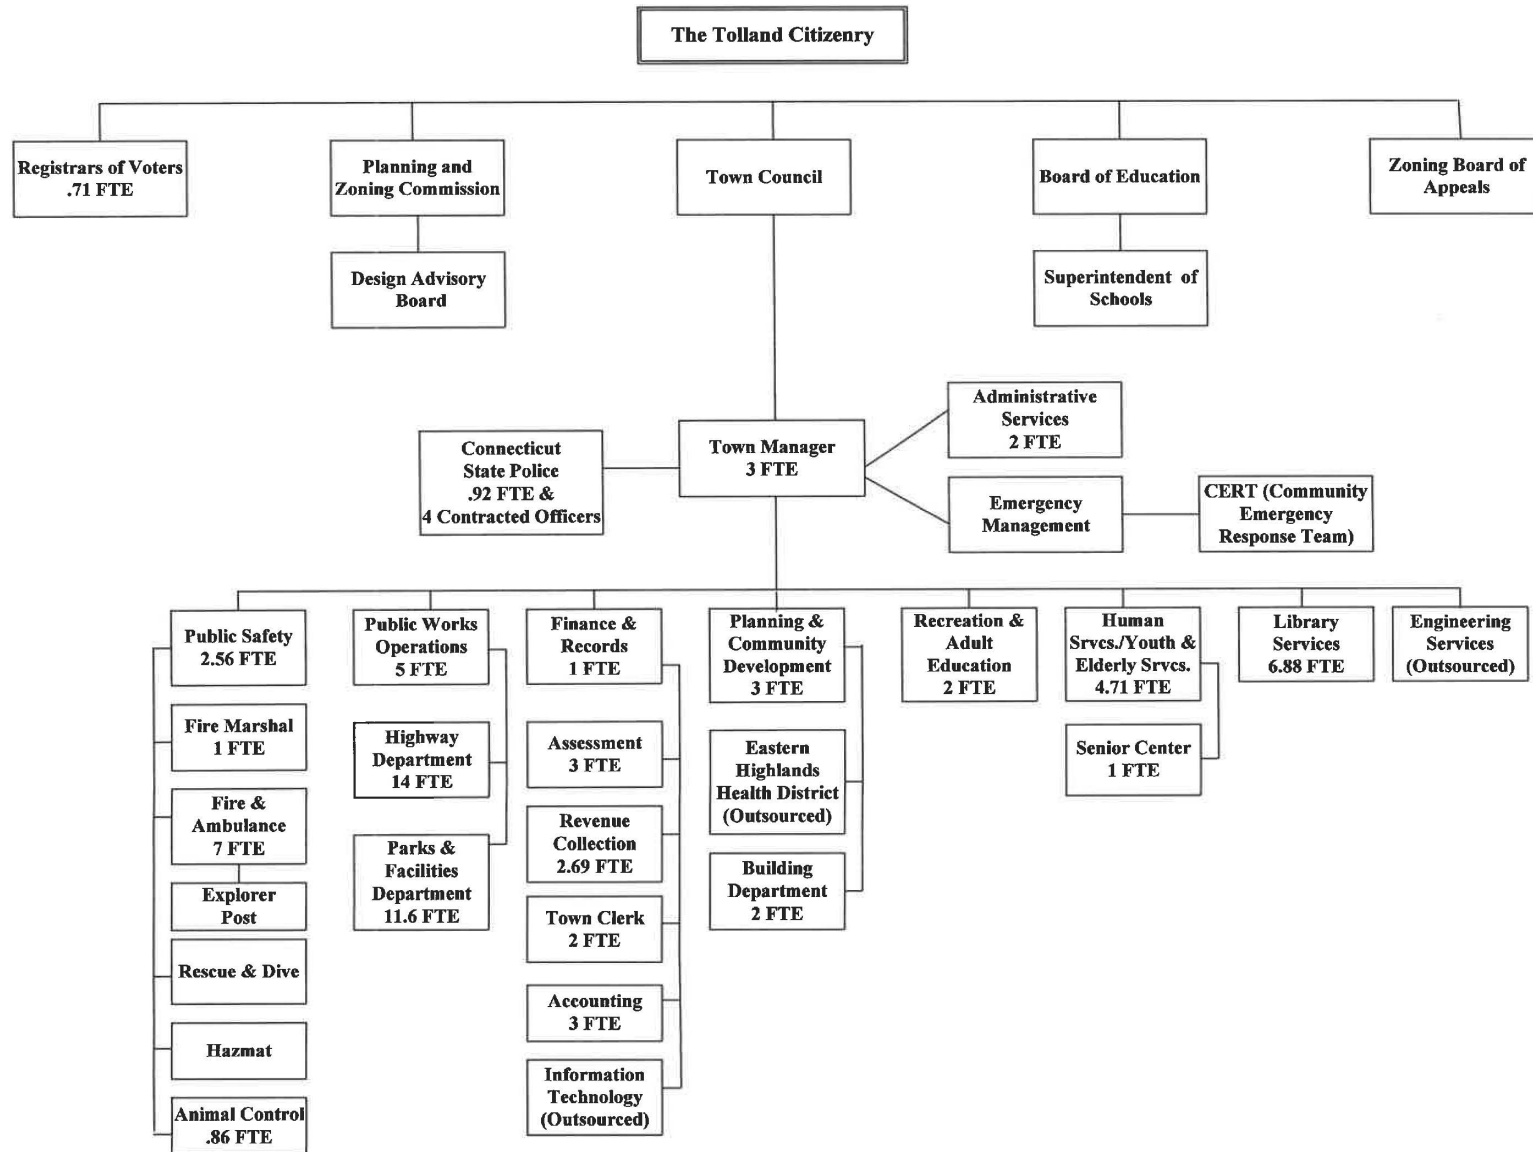 The Tolland Citizenry
Registrars of Voters
.71 FTE
Planning and
Zoning Commission
Town Council
Board of Education
Zoning Board of
Appeals
Design Advisory
Board
Superintendent of
Schools
Connecticut
State Police
.92 FTE &
4 Contracted Officers
Town Manager
3 FTE
Administrative
Services
2 FTE
Emergency
Management
CERT (Community
Emergency
Response Team)
Public Safety
2.56 FTE
Fire Marshal
1 FTE
Fire &
Ambulance
7 FTE
Explorer
Post
Rescue & Dive
Hazmat
Animal Control
.86 FTE
Public Works
Operations
5 FTE
Highway
Department
14 FTE
Parks &
Facilities
Department
11.6 FTE
Finance &
Records
1 FTE
Assessment
3 FTE
Revenue
Collection
2.69 FTE
Town Clerk
2 FTE
Accounting
3 FTE
Information
Technology
(Outsourced)
Planning &
Community
Development
3 FTE
Eastern
Highlands
Health District
(Outsourced)
Building
Department
2 FTE
Recreation &
Adult
Education
2 FTE
Human
Srvcs./Youth &
Elderly Srvcs.
4.71 FTE
Senior Center
1 FTE
Library
Services
6.88 FTE
Engineering
Services
(Outsourced)